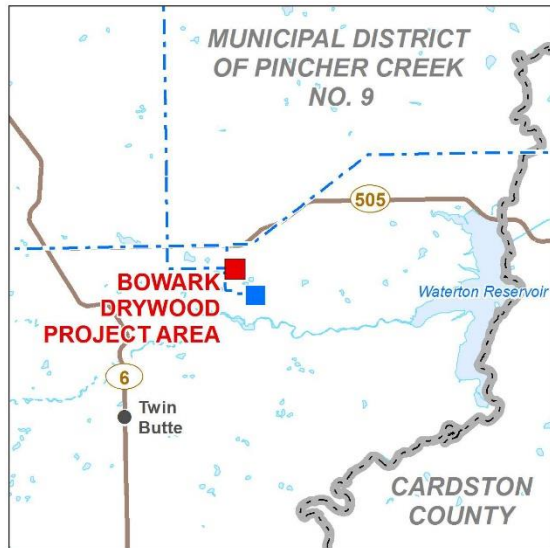 MUNICIPAL DISTRICT
OF PINCHER CREEK
NO. 9
505
BOWARK
DRYWOOD
PROJECT AREA
Waterton Reservoir
6
Twin
Butte
CARDSTON
COUNTY